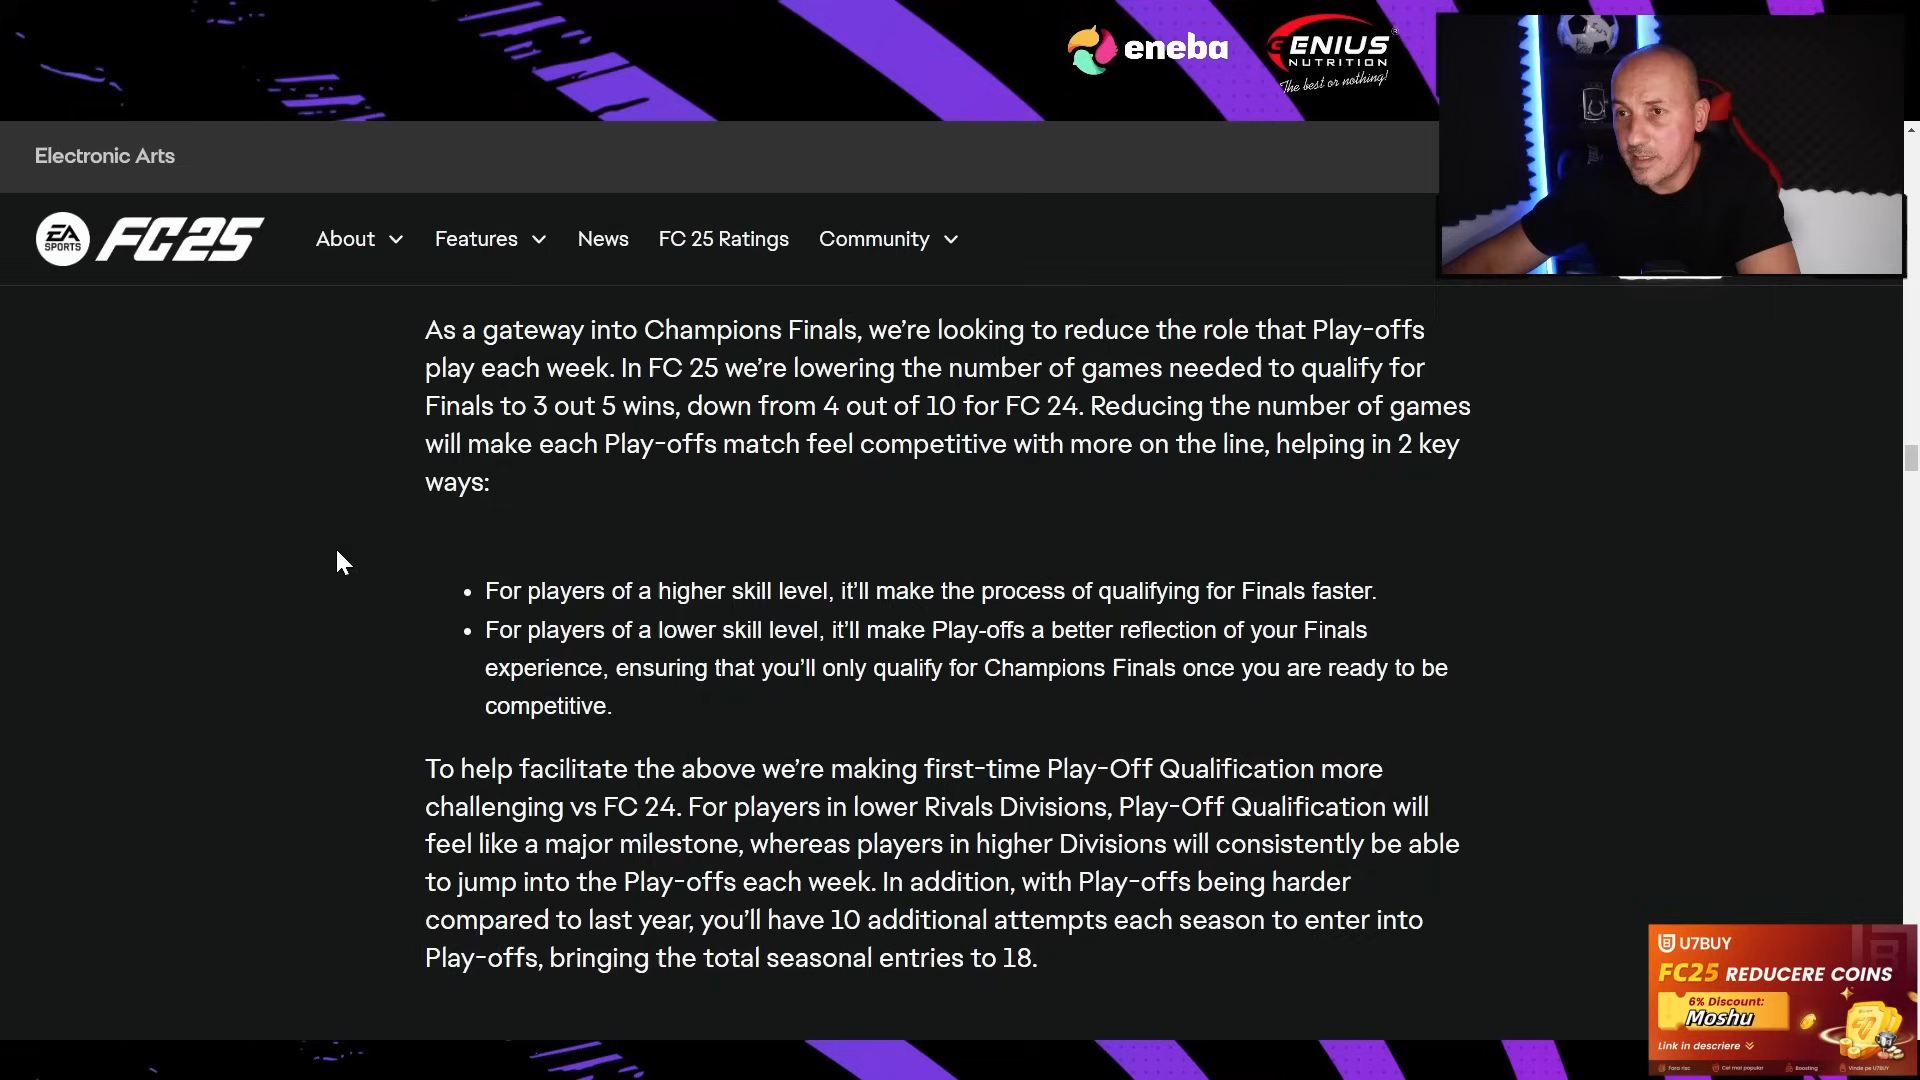 eneba
GENIUS
NUTRITION
The best or nothing!
Electronic Arts
EA
SPORTS
FC25
About
Features
News
FC 25 Ratings
Community
As a gateway into Champions Finals, we’re looking to reduce the role that Play-offs
play each week. In FC 25 we’re lowering the number of games needed to qualify for
Finals to 3 out 5 wins, down from 4 out of 10 for FC 24. Reducing the number of games
will make each Play-offs match feel competitive with more on the line, helping in 2 key
ways:
• For players of a higher skill level, it’ll make the process of qualifying for Finals faster.
• For players of a lower skill level, it’ll make Play-offs a better reflection of your Finals
experience, ensuring that you’ll only qualify for Champions Finals once you are ready to be
competitive.
To help facilitate the above we’re making first-time Play-Off Qualification more
challenging vs FC 24. For players in lower Rivals Divisions, Play-Off Qualification will
feel like a major milestone, whereas players in higher Divisions will consistently be able
to jump into the Play-offs each week. In addition, with Play-offs being harder
compared to last year, you’ll have 10 additional attempts each season to enter into
Play-offs, bringing the total seasonal entries to 18.
U7BUY
FC25 REDUCERE COINS
6% Discount:
Moshu
Link in descriere
Fara risc
Cel mai popular
Boosting
Vinde pe U7BUY